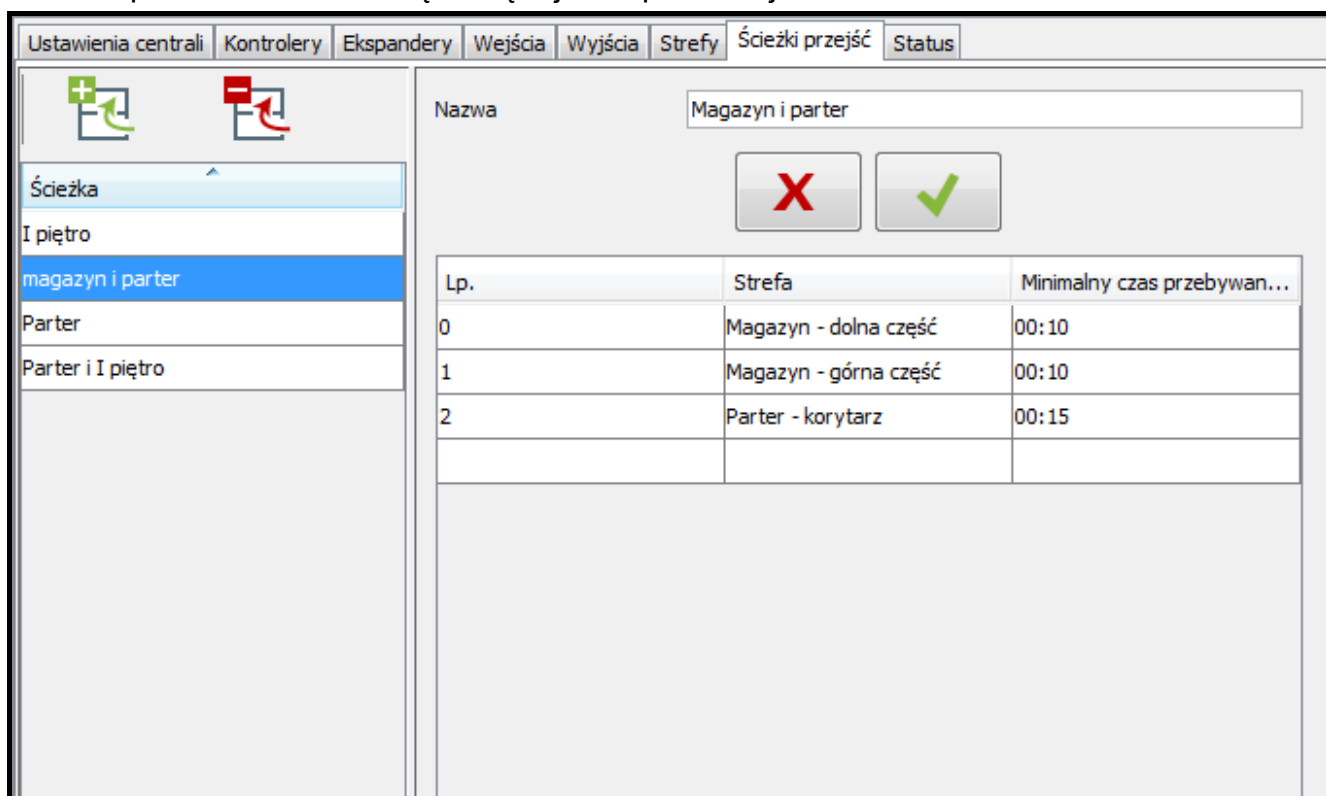 Ustawienia centrali Kontrolery Ekspandery Wejścia Wyjścia Strefy Ścieżki przejść Status
Nazwa Magazyn i parter
Ścieżka
I piętro
magazyn i parter
Parter
Parter i I piętro
Lp. Strefa Minimalny czas przebywan...
0 Magazyn - dolna część 00:10
1 Magazyn - górna część 00:10
2 Parter - korytarz 00:15